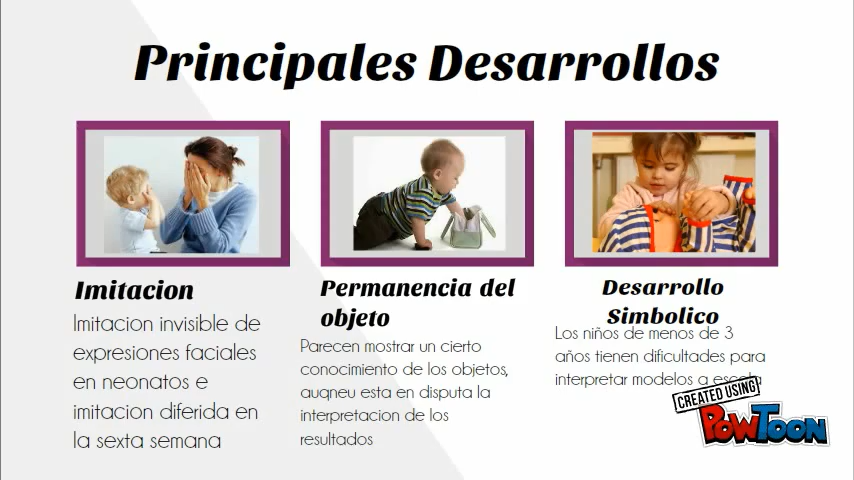 Principales Desarrollos
Imitacion
Imitacion invisible de
expresiones faciales
en neonatos e
imitacion diferida en
la sexta semana
Permanencia del
objeto
Parecen mostrar un cierto
conocimiento de los objetos,
auqneu esta en disputa la
interpretacion de los
resultados
Desarrollo
Simbolico
Los niños de menos de 3
años tienen dificultades para
interpretar modelos a escala
CREATED USING
POWTOON